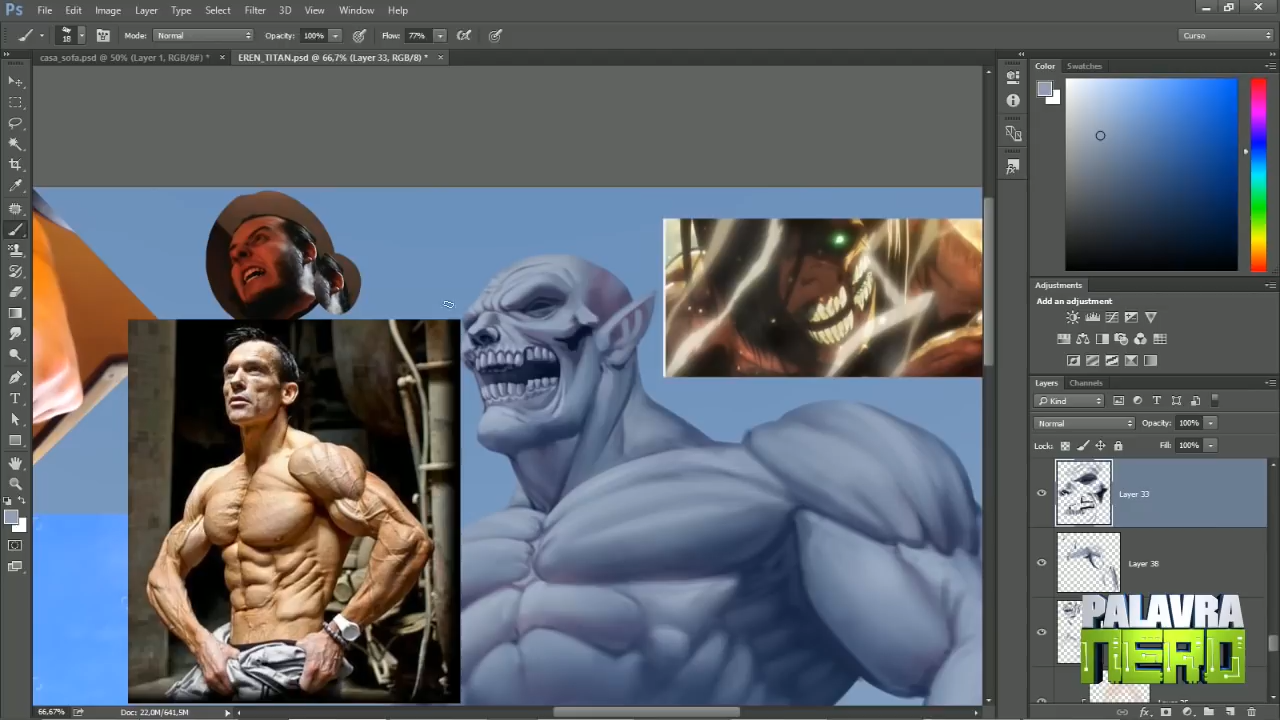 Ps File Edit Image Layer Type Select Filter 3D View Window Help
18 Mode: Normal Opacity: 100% Flow: 77% Curso
casa_sofa.psd @ 50% (Layer 1, RGB/8#) * × EREN_TITAN.psd @ 66,7% (Layer 33, RGB/8) * ×
Color Swatches
Adjustments
Add an adjustment
Layers Channels
Kind
Normal Opacity: 100%
Lock: Fill: 100%
Layer 33
Layer 38
PALAVRA
NERD
66,67% Doc: 22,0M/641,5M